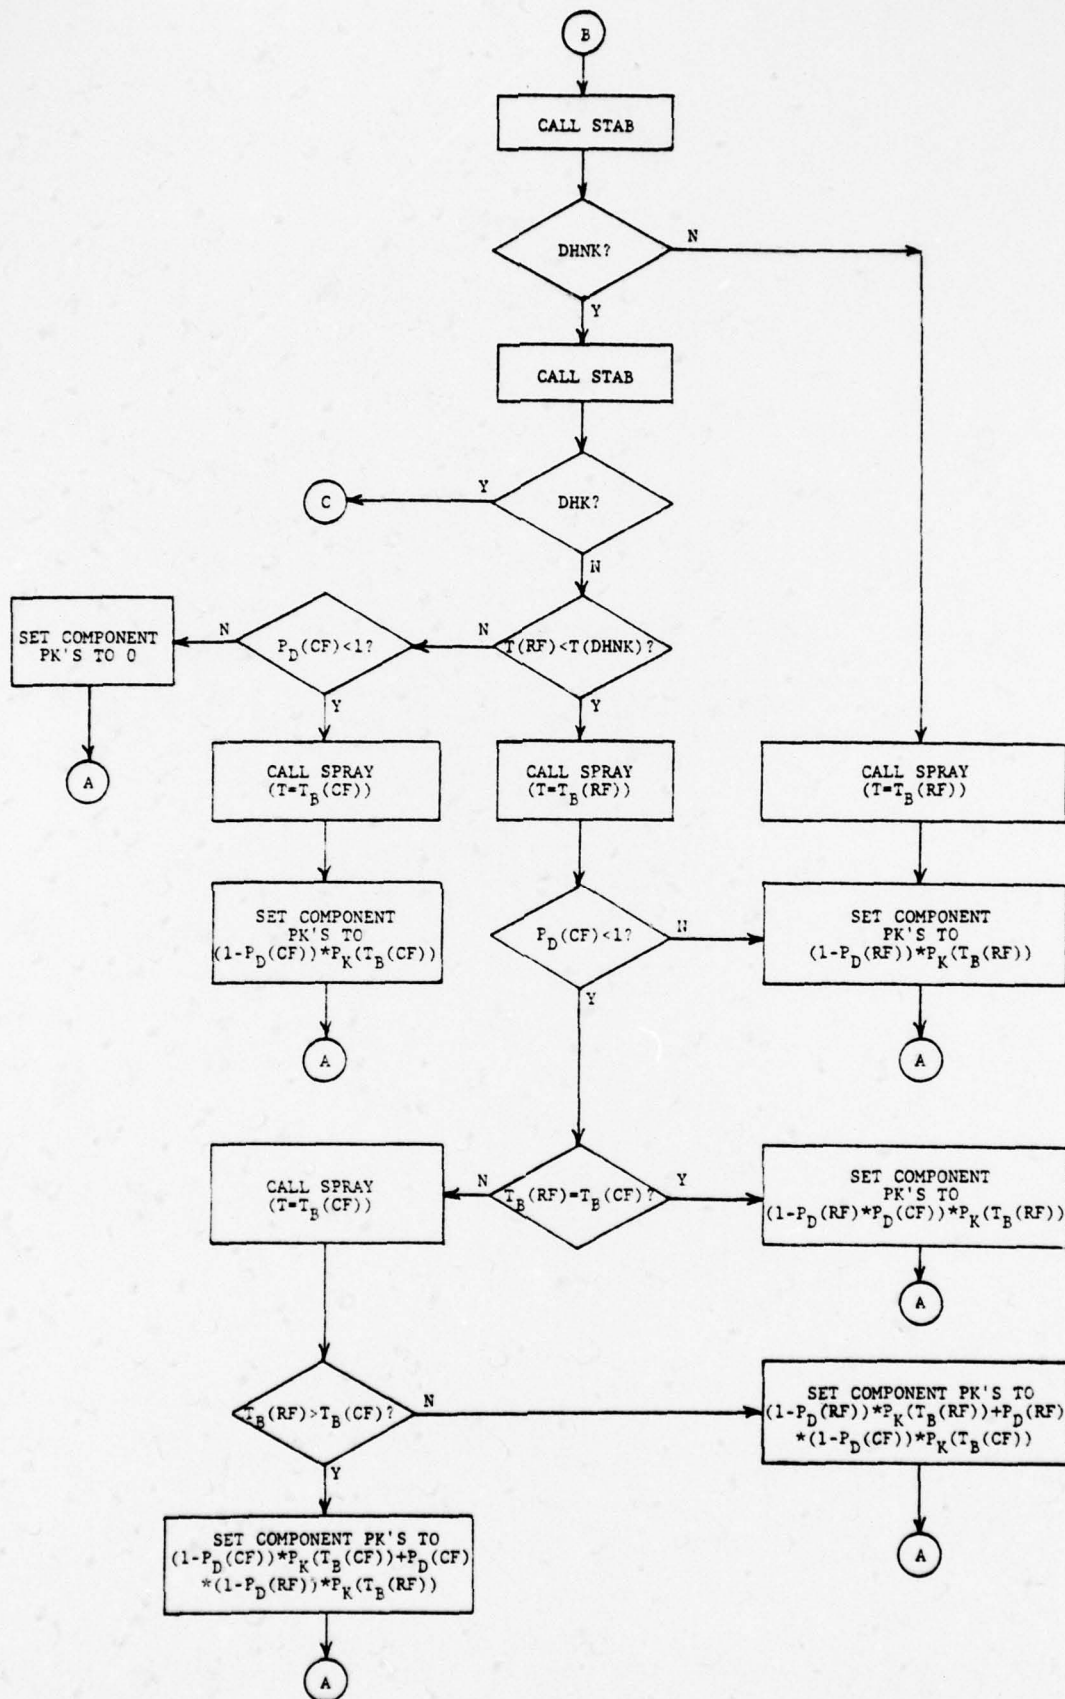 B
CALL STAB
DHNK?
N
Y
CALL STAB
DHK?
Y
C
N
T(RF)<T(DHNK)?
N
Y
P_D(CF)<1?
N
Y
SET COMPONENT
PK'S TO 0
A
CALL SPRAY
(T=T_B(CF))
CALL SPRAY
(T=T_B(RF))
CALL SPRAY
(T=T_B(RF))
SET COMPONENT
PK'S TO
(1-P_D(CF))*P_K(T_B(CF))
A
P_D(CF)<1?
N
Y
SET COMPONENT
PK'S TO
(1-P_D(RF))*P_K(T_B(RF))
A
T_B(RF)=T_B(CF)?
N
Y
CALL SPRAY
(T=T_B(CF))
SET COMPONENT
PK'S TO
(1-P_D(RF)*P_D(CF))*P_K(T_B(RF))
A
T_B(RF)>T_B(CF)?
N
Y
SET COMPONENT PK'S TO
(1-P_D(RF))*P_K(T_B(RF))+P_D(RF)
*(1-P_D(CF))*P_K(T_B(CF))
A
SET COMPONENT PK'S TO
(1-P_D(CF))*P_K(T_B(CF))+P_D(CF)
*(1-P_D(RF))*P_K(T_B(RF))
A